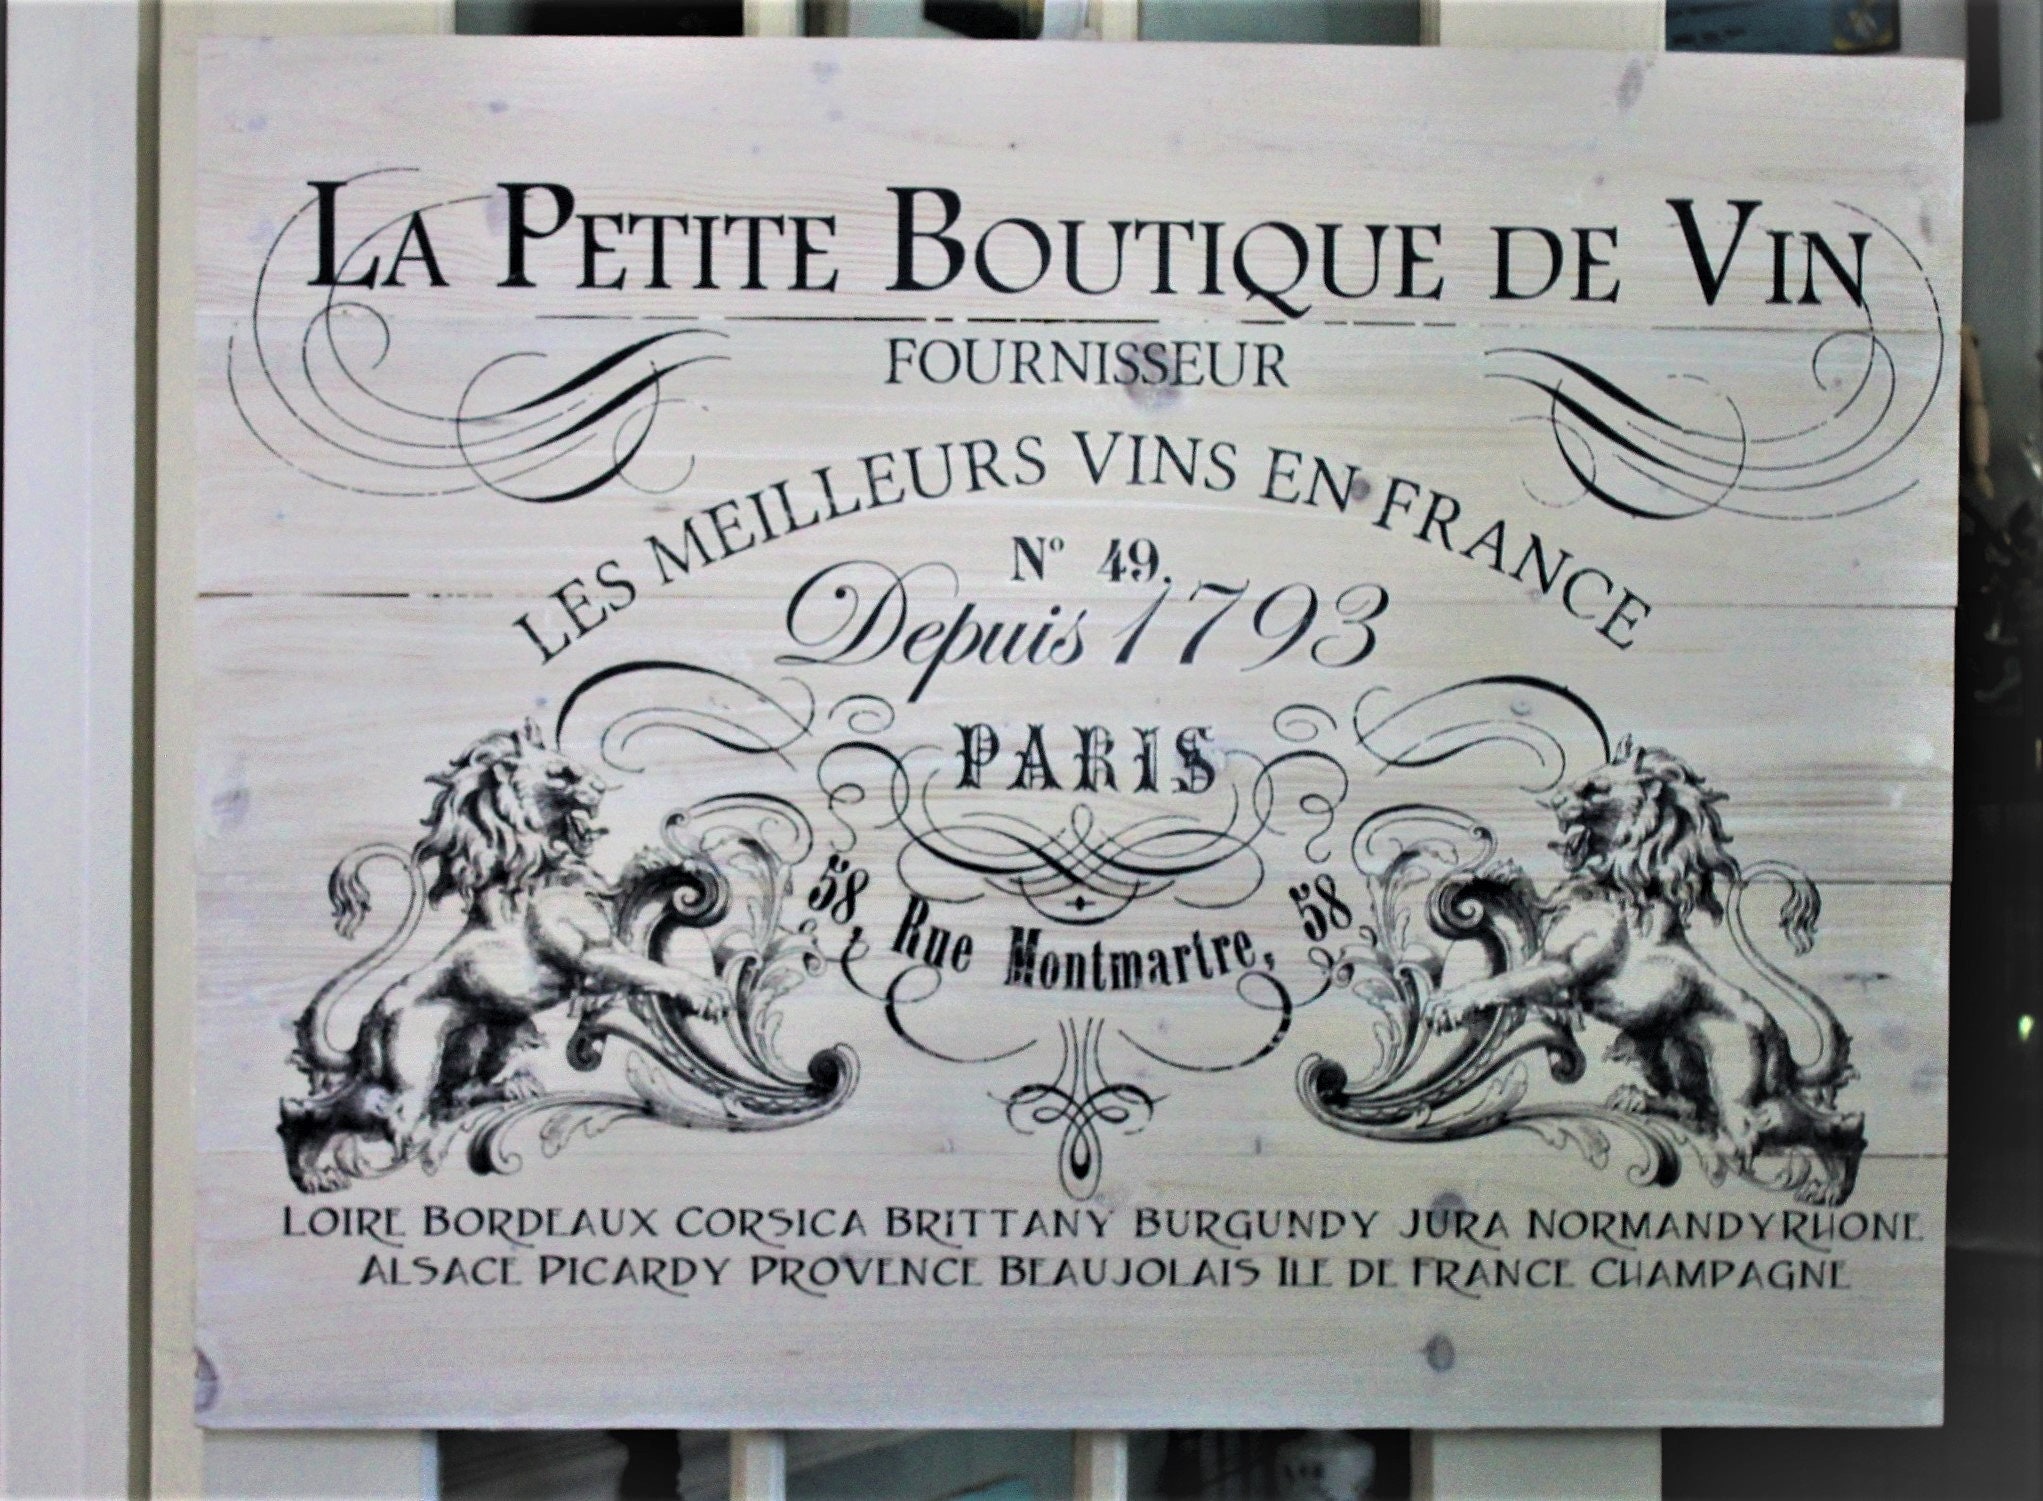 LA PETITE BOUTIQUE DE VIN
FOURNISSEUR
LES MEILLEURS VINS EN FRANCE
Nº 49.
Depuis 1793
PARIS
58, Rue Montmartre, 58
LOIRE BORDEAUX CORSICA BRITTANY BURGUNDY JURA NORMANDYRHONE
ALSACE PICARDY PROVENCE BEAUJOLAIS ILE DE FRANCE CHAMPAGNE